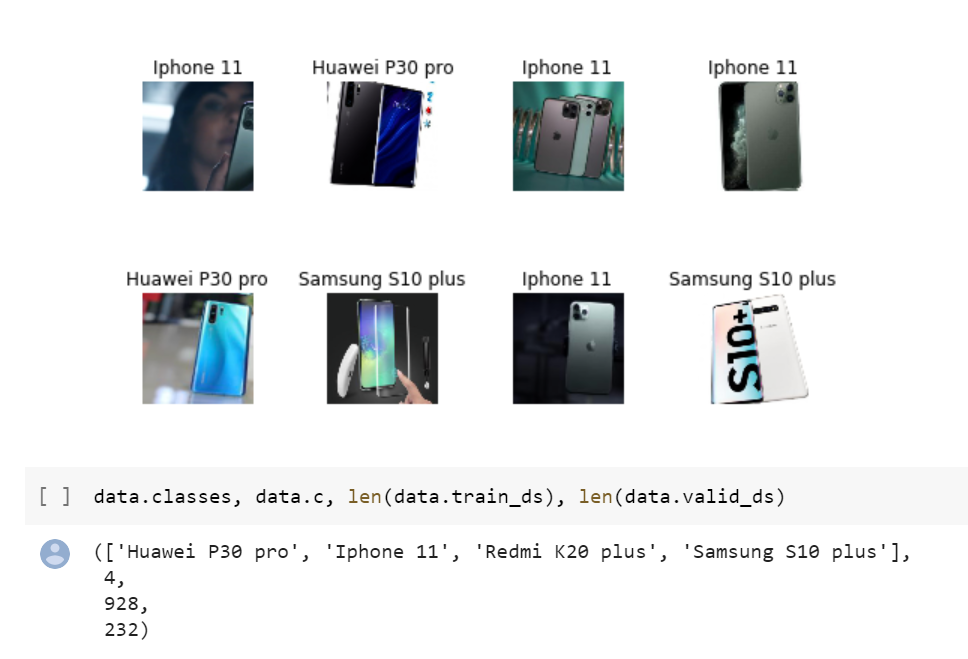 Iphone 11 Huawei P30 pro Iphone 11 Iphone 11
Huawei P30 pro Samsung S10 plus Iphone 11 Samsung S10 plus
S10+
[ ] data.classes, data.c, len(data.train_ds), len(data.valid_ds)
(['Huawei P30 pro', 'Iphone 11', 'Redmi K20 plus', 'Samsung S10 plus'],
4,
928,
232)